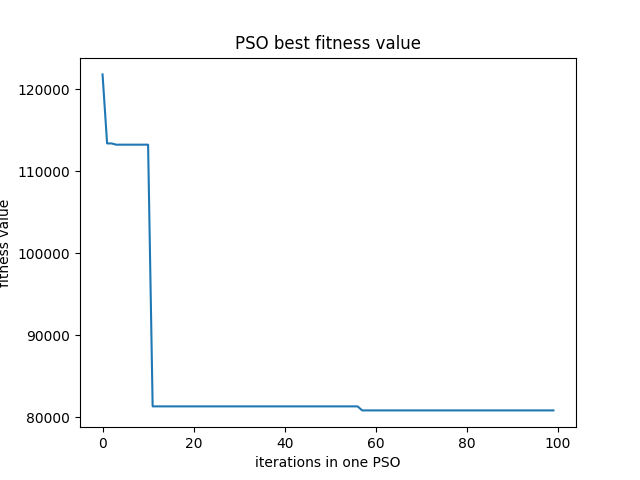 PSO best fitness value
120000
110000
100000
90000
80000
fitness value
0 20 40 60 80 100
iterations in one PSO